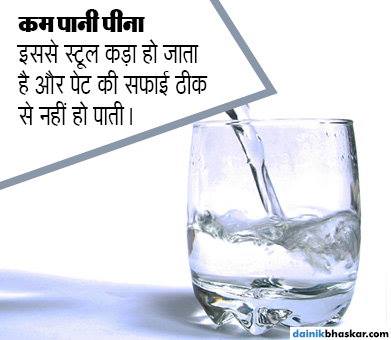 कम पानी पीना
इससे स्टूल कड़ा हो जाता
है और पेट की सफाई ठीक
से नहीं हो पाती।
dainikbhaskar.com